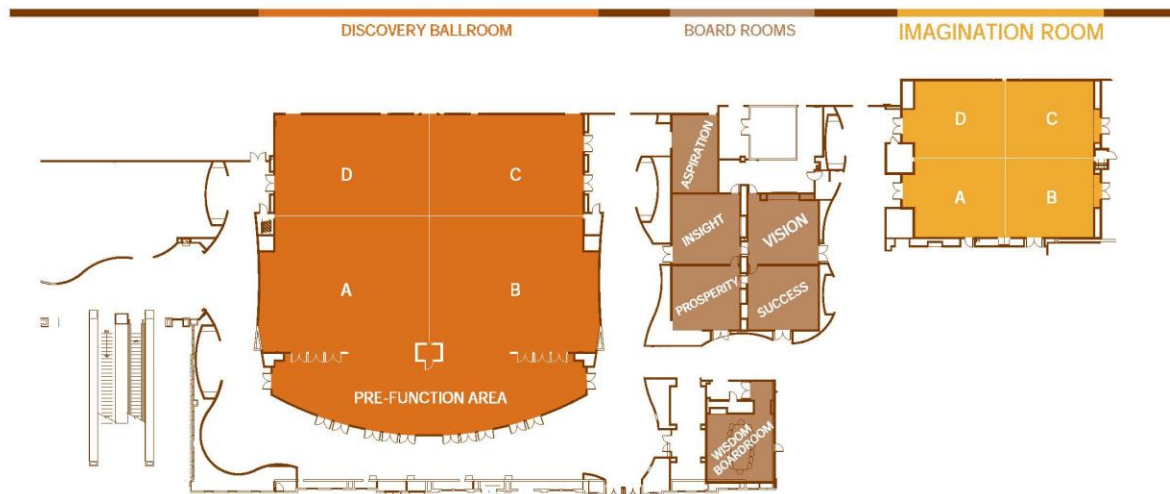 DISCOVERY BALLROOM
BOARD ROOMS
IMAGINATION ROOM
D
C
A
B
PRE-FUNCTION AREA
ASPIRATION
INSIGHT
VISION
PROSPERITY
SUCCESS
WISDOM
BOARDROOM
D
C
A
B